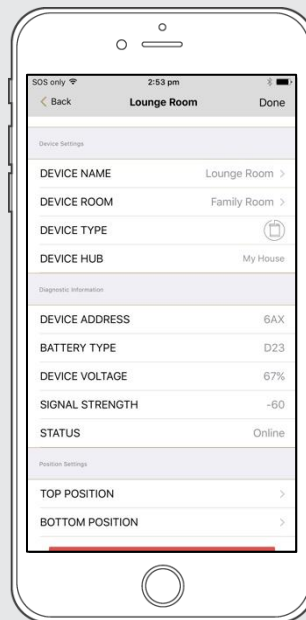 SOS only 2:53 pm
Back Lounge Room Done
Device Settings
DEVICE NAME Lounge Room
DEVICE ROOM Family Room
DEVICE TYPE
DEVICE HUB My House
Diagnostic Information
DEVICE ADDRESS 6AX
BATTERY TYPE D23
DEVICE VOLTAGE 67%
SIGNAL STRENGTH -60
STATUS Online
Position Settings
TOP POSITION
BOTTOM POSITION